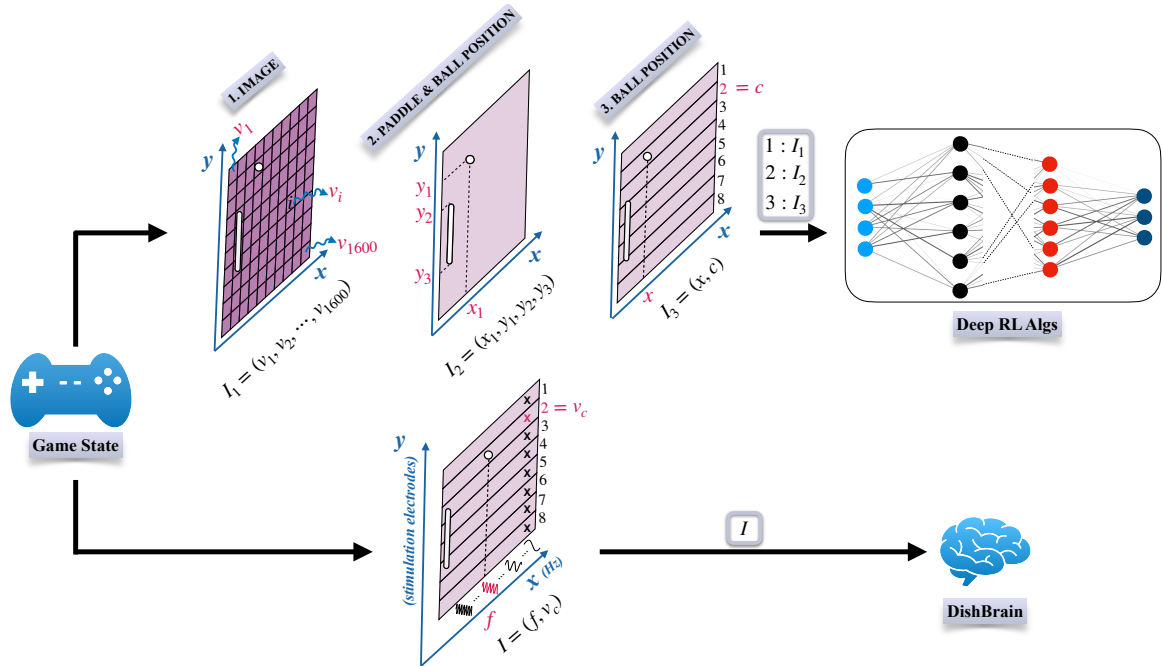 1. IMAGE
v1
y
i
vi
v1600
x
I1 = (v1, v2, ..., v1600)
2. PADDLE & BALL POSITION
y
y1
y2
y3
x1
x
I2 = (x1, y1, y2, y3)
3. BALL POSITION
y
1
2 = c
3
4
5
6
7
8
x
x
I3 = (x, c)
1 : I1
2 : I2
3 : I3
Deep RL Algs
Game State
y
(stimulation electrodes)
x
x
x
x
x
x
x
x
1
2 = vc
3
4
5
6
7
8
... ...
f
x (Hz)
I = (f, vc)
I
DishBrain